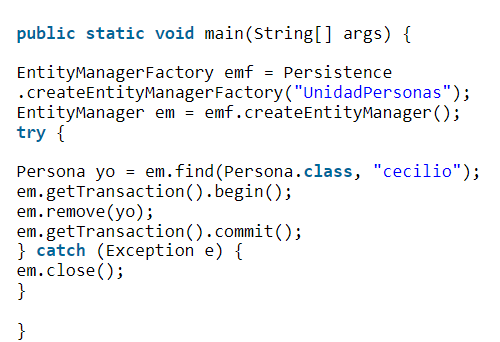 public static void main(String[] args) {
EntityManagerFactory emf = Persistence
.createEntityManagerFactory("UnidadPersonas");
EntityManager em = emf.createEntityManager();
try {
Persona yo = em.find(Persona.class, "cecilio");
em.getTransaction().begin();
em.remove(yo);
em.getTransaction().commit();
} catch (Exception e) {
em.close();
}
}